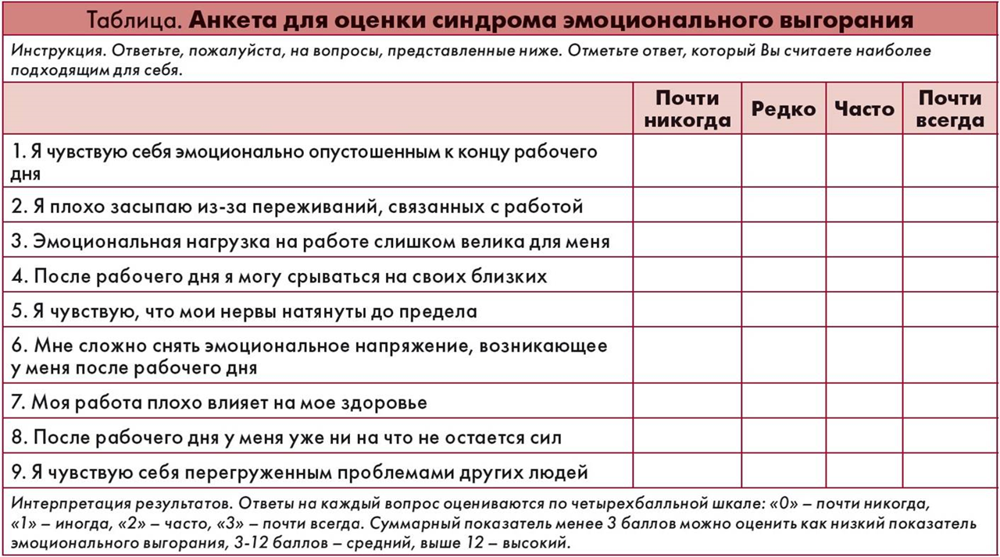 Таблица. Анкета для оценки синдрома эмоционального выгорания
Инструкция. Ответьте, пожалуйста, на вопросы, представленные ниже. Отметьте ответ, который Вы считаете наиболее
подходящим для себя.
Почти
никогда
Редко
Часто
Почти
всегда
1. Я чувствую себя эмоционально опустошенным к концу рабочего
дня
2. Я плохо засыпаю из-за переживаний, связанных с работой
3. Эмоциональная нагрузка на работе слишком велика для меня
4. После рабочего дня я могу срываться на своих близких
5. Я чувствую, что мои нервы натянуты до предела
6. Мне сложно снять эмоциональное напряжение, возникающее
у меня после рабочего дня
7. Моя работа плохо влияет на мое здоровье
8. После рабочего дня у меня уже ни на что не остается сил
9. Я чувствую себя перегруженным проблемами других людей
Интерпретация результатов. Ответы на каждый вопрос оцениваются по четырехбалльной шкале: «0» – почти никогда,
«1» – иногда, «2» – часто, «3» – почти всегда. Суммарный показатель менее 3 баллов можно оценить как низкий показатель
эмоционального выгорания, 3-12 баллов – средний, выше 12 – высокий.